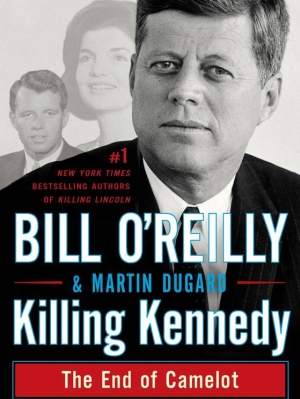 #1
NEW YORK TIMES
BESTSELLING AUTHORS
OF KILLING LINCOLN
BILL O'REILLY
& MARTIN DUGARD
Killing Kennedy
The End of Camelot